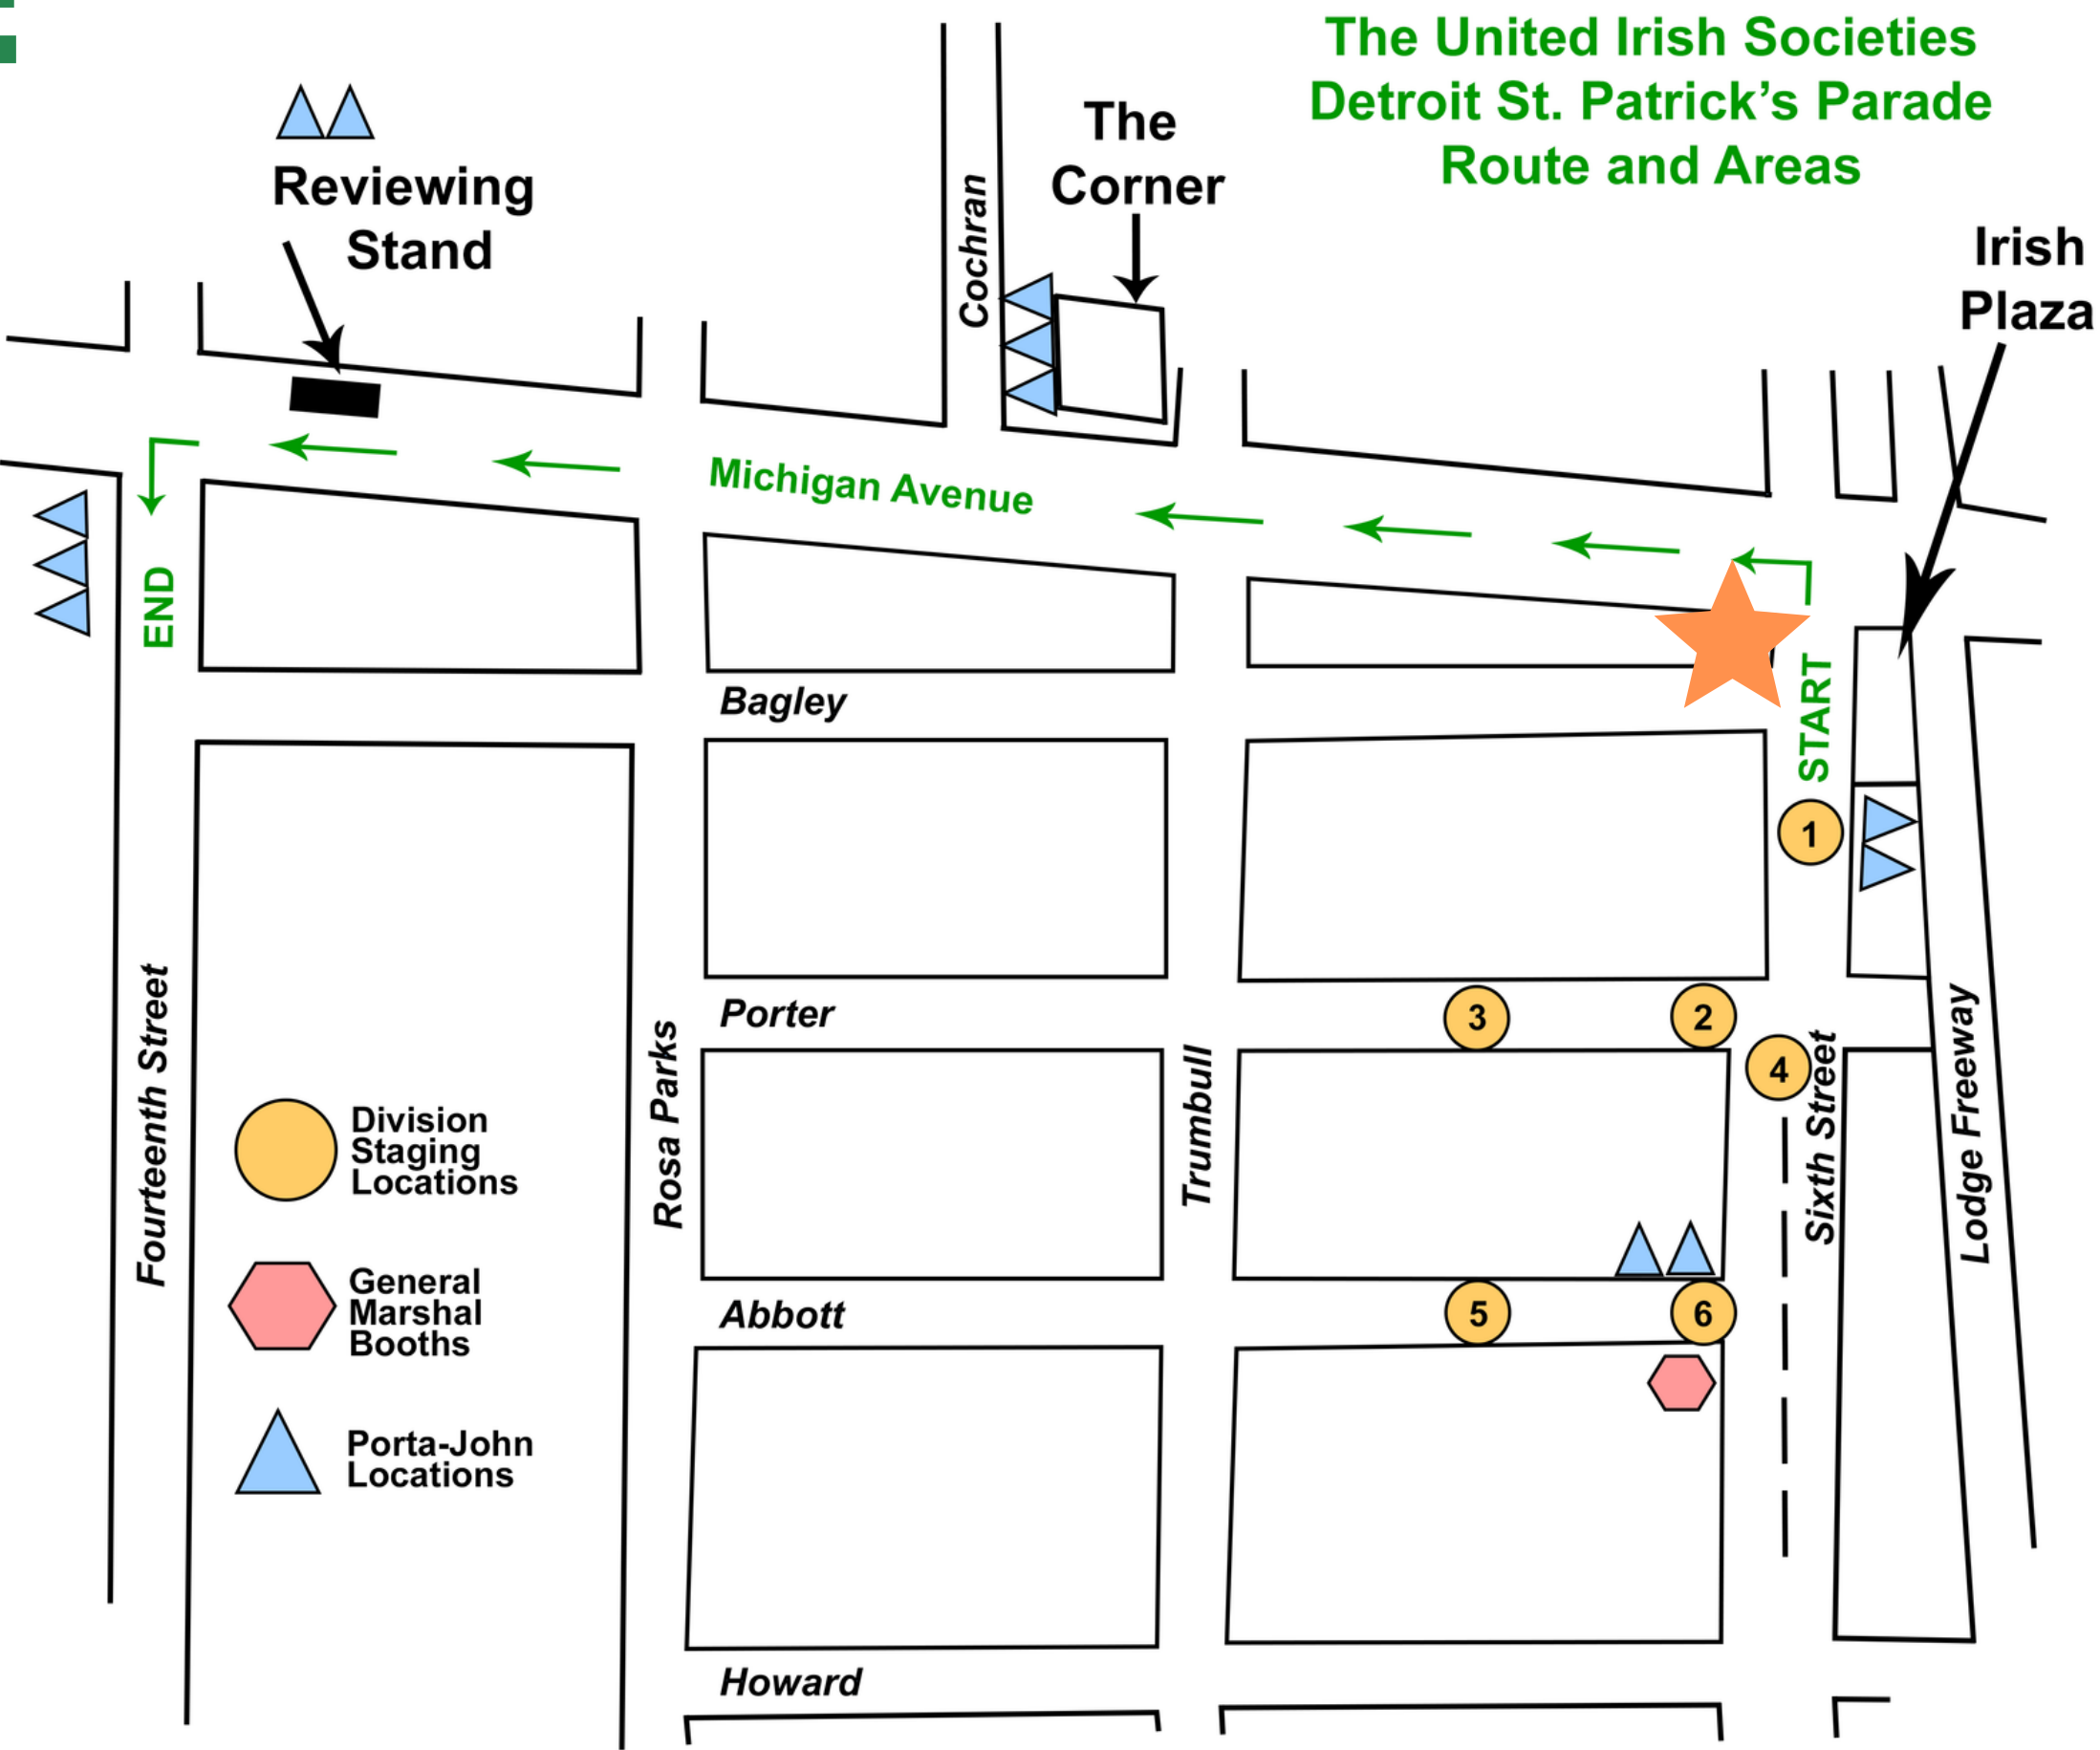 The United Irish Societies
Detroit St. Patrick's Parade
Route and Areas
The
Corner
Reviewing
Stand
Irish
Plaza
Cochran
Michigan Avenue
END
START
Bagley
1
Porter
3
2
4
Fourteenth Street
Rosa Parks
Trumbull
Sixth Street
Lodge Freeway
Division
Staging
Locations
General
Marshal
Booths
Abbott
5
6
Porta-John
Locations
Howard